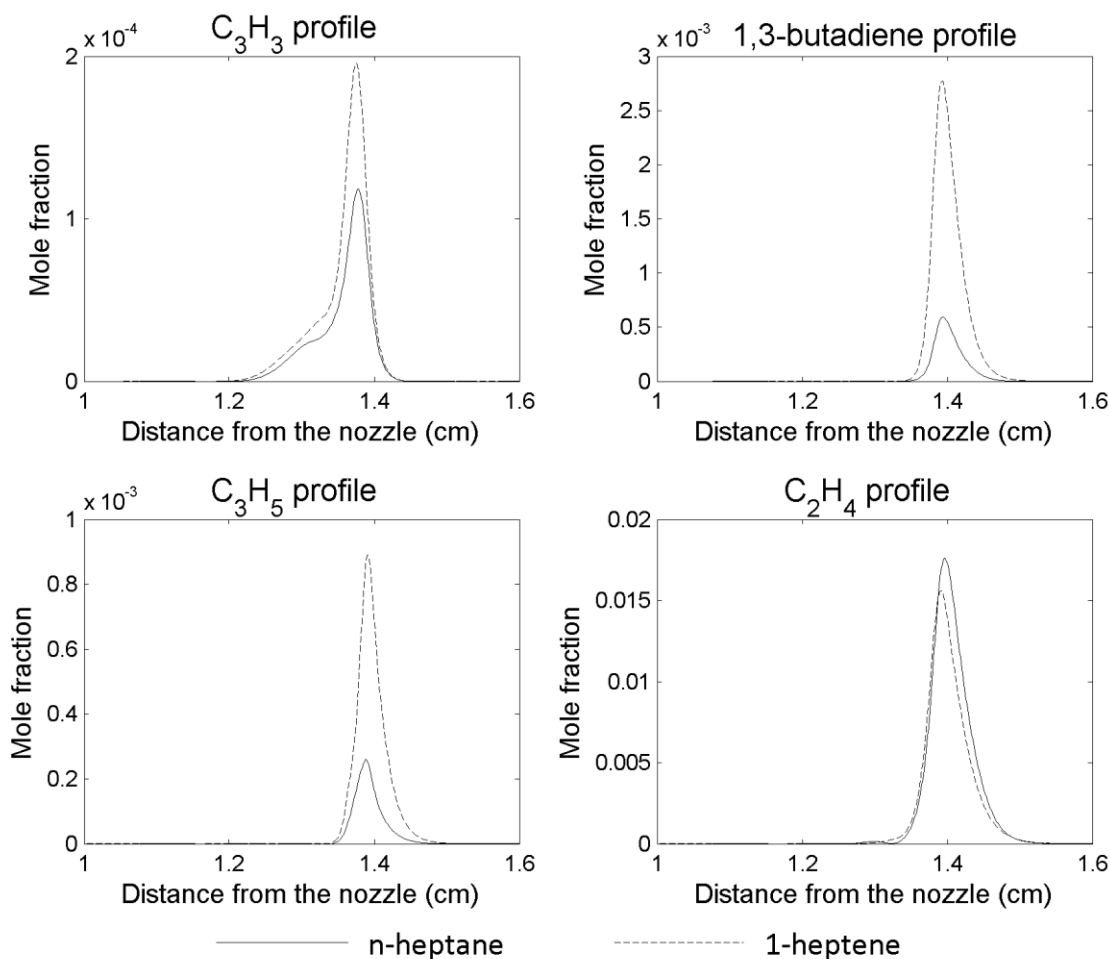 C3H3 profile
x 10-4
2
1
0
Mole fraction
1 1.2 1.4 1.6
Distance from the nozzle (cm)
1,3-butadiene profile
x 10-3
3
2.5
2
1.5
1
0.5
0
Mole fraction
1 1.2 1.4 1.6
Distance from the nozzle (cm)
C3H5 profile
x 10-3
1
0.8
0.6
0.4
0.2
0
Mole fraction
1 1.2 1.4 1.6
Distance from the nozzle (cm)
C2H4 profile
0.02
0.015
0.01
0.005
0
Mole fraction
1 1.2 1.4 1.6
Distance from the nozzle (cm)
n-heptane 1-heptene